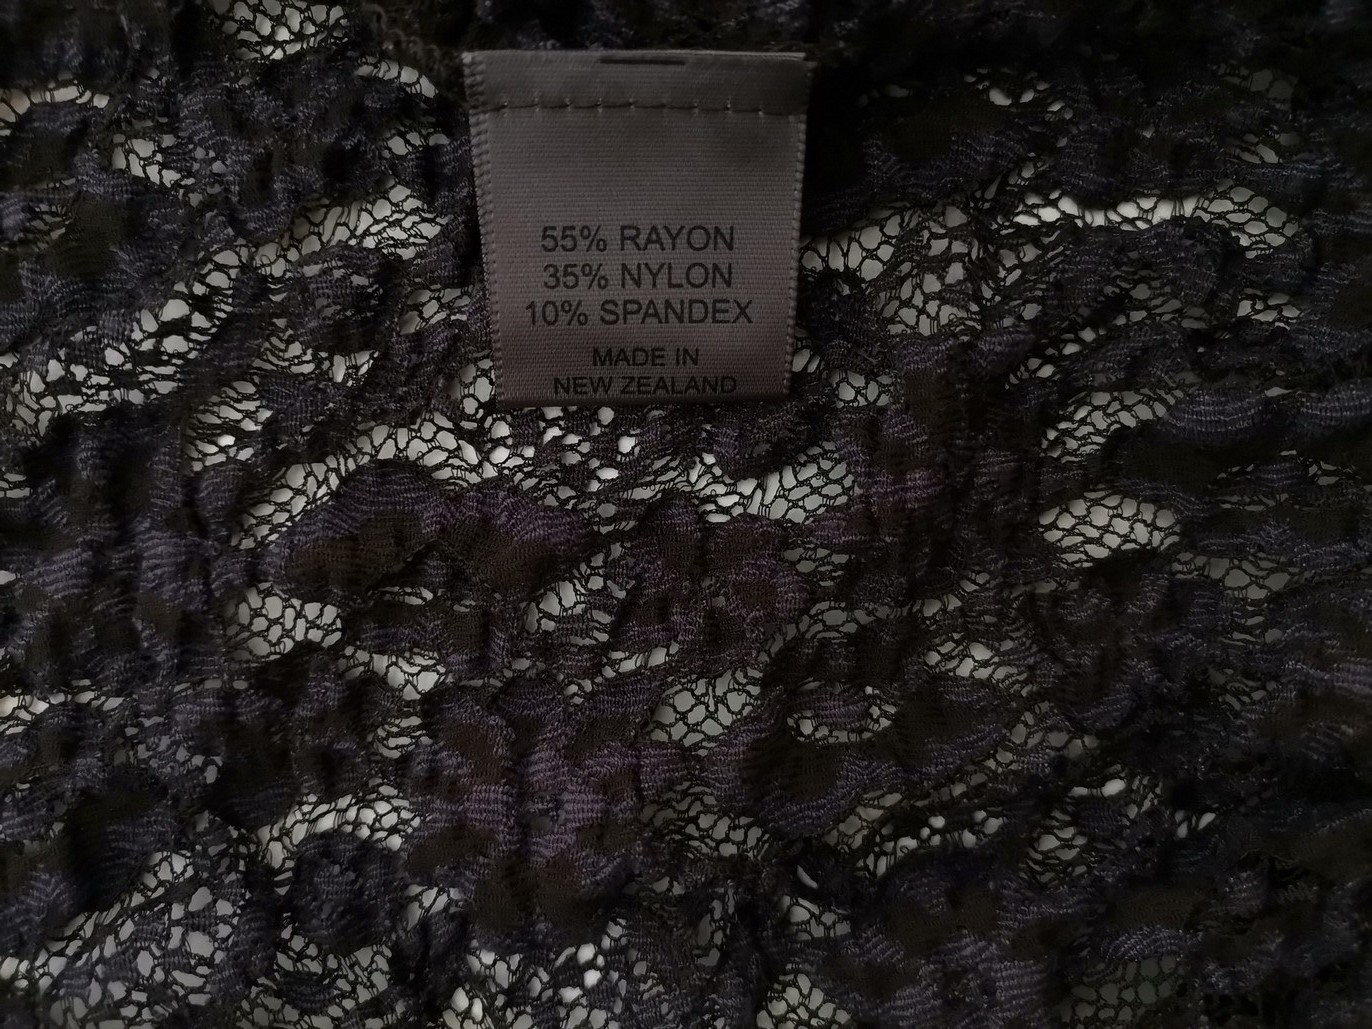 55% RAYON
35% NYLON
10% SPANDEX
MADE IN
NEW ZEALAND